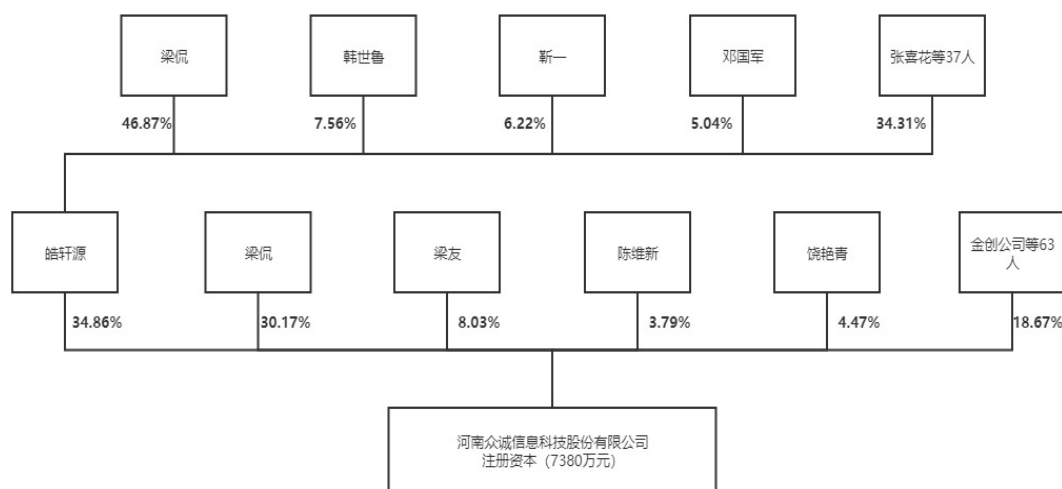 梁侃
韩世鲁
靳一
邓国军
张喜花等37人
46.87%
7.56%
6.22%
5.04%
34.31%
皓轩源
梁侃
梁友
陈维新
饶艳青
金创公司等63
人
34.86%
30.17%
8.03%
3.79%
4.47%
18.67%
河南众诚信息科技股份有限公司
注册资本（7380万元）